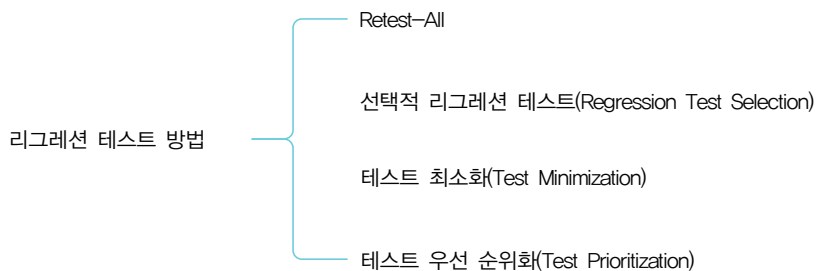 Retest-All
선택적 리그레션 테스트(Regression Test Selection)
리그레션 테스트 방법
테스트 최소화(Test Minimization)
테스트 우선 순위화(Test Prioritization)